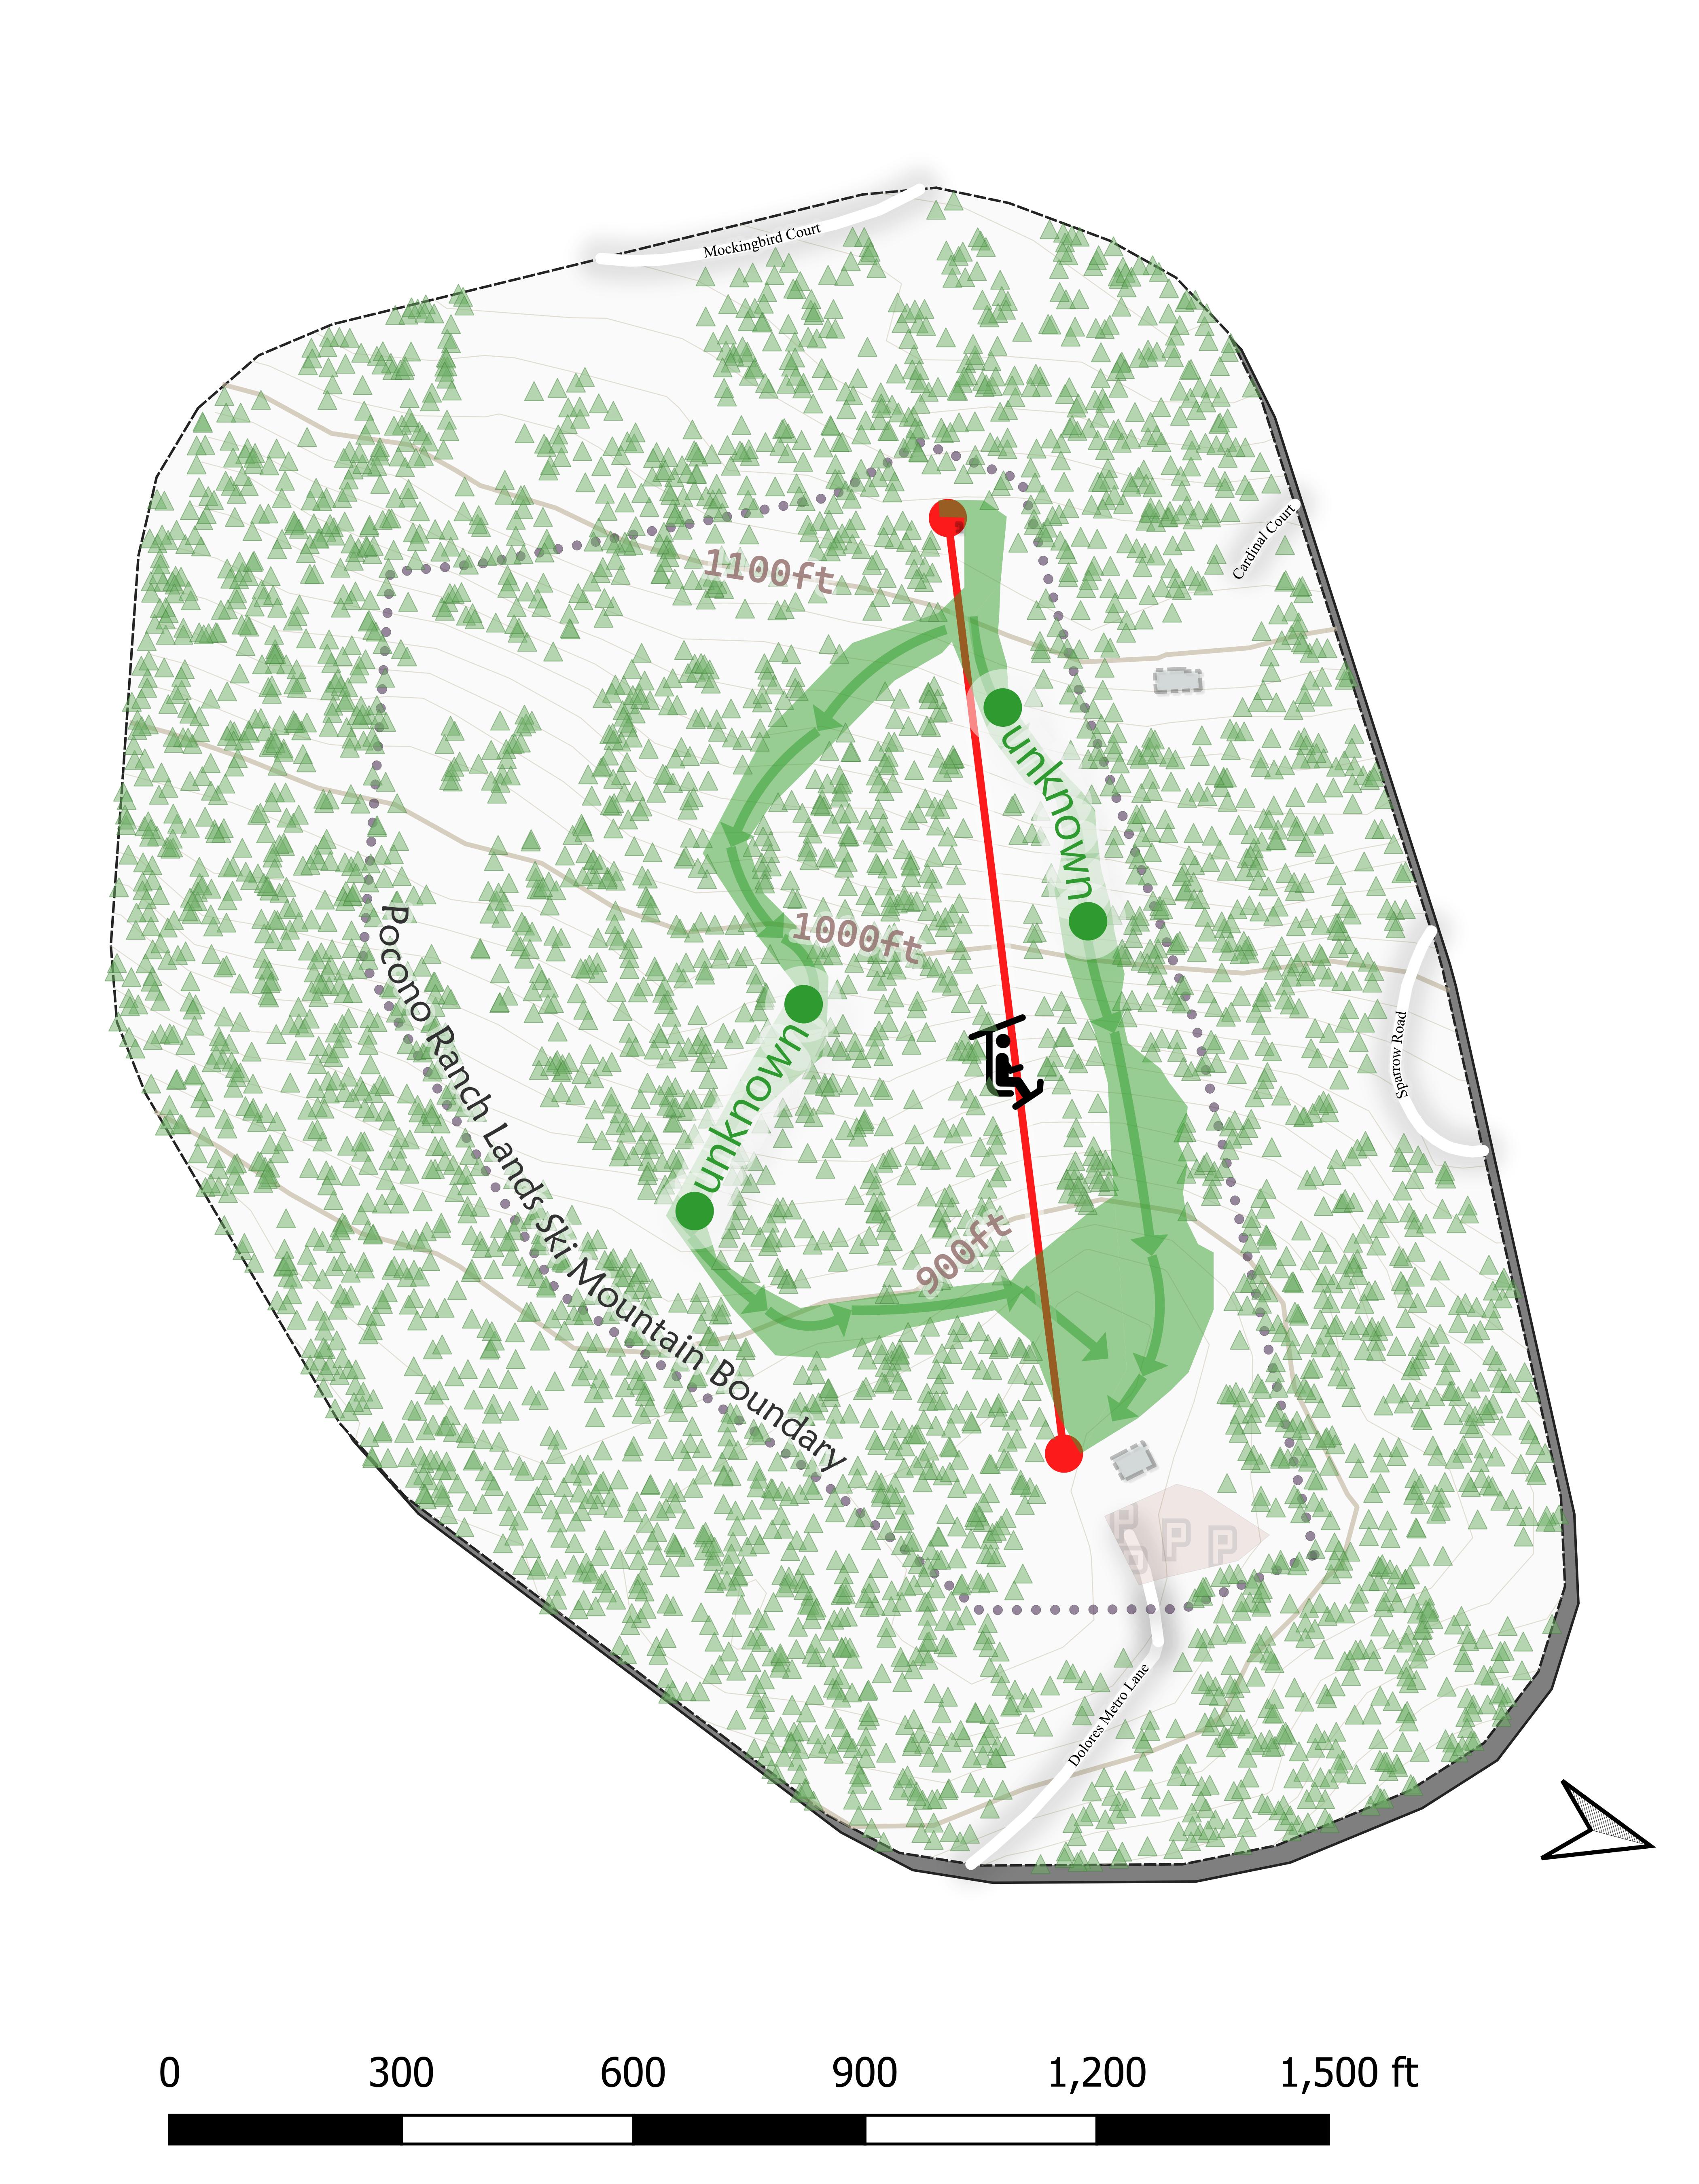 Mockingbird Court
Cardinal Court
1100ft
unknown
1000ft
Pocono Ranch Lands Ski Mountain Boundary
Sparrow Road
unknown
900ft
P
P
P
P
Dolores Metro Lane
0 300 600 900 1,200 1,500 ft